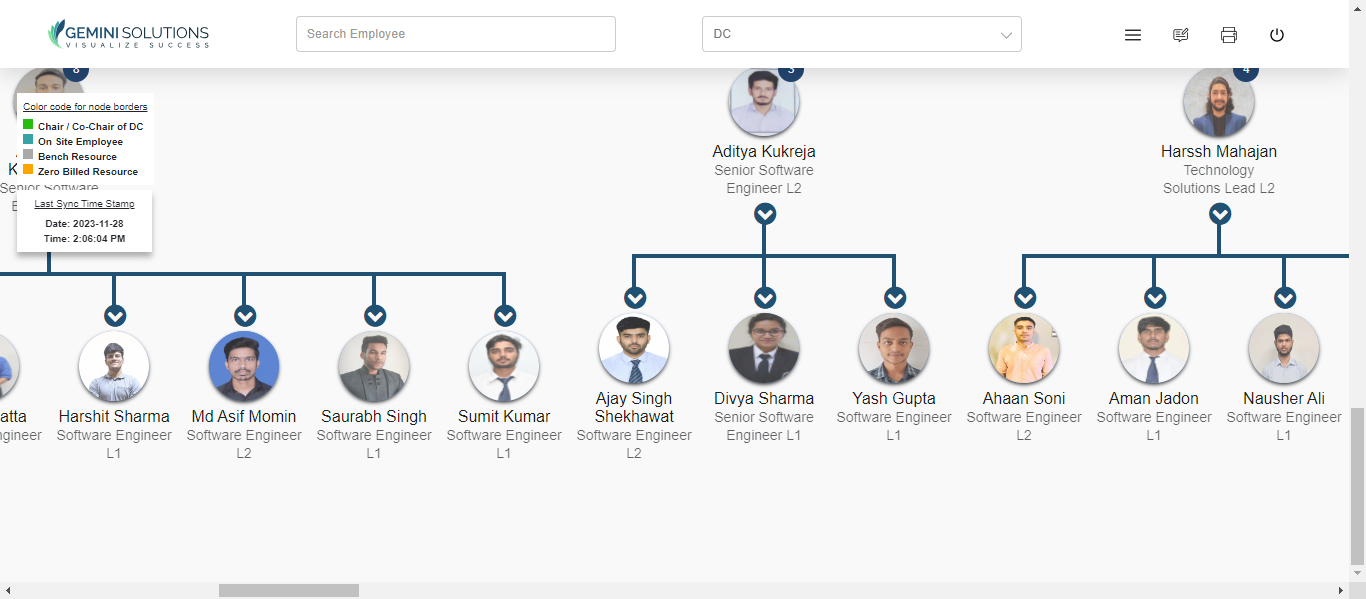 GEMINI SOLUTIONS
VISUALIZE SUCCESS
Search Employee
DC
8
3
4
Color code for node borders
Chair / Co-Chair of DC
On Site Employee
Bench Resource
Zero Billed Resource
K
Senior Software
E
Last Sync Time Stamp
Date: 2023-11-28
Time: 2:06:04 PM
Aditya Kukreja
Senior Software
Engineer L2
Harssh Mahajan
Technology
Solutions Lead L2
atta
gineer
Harshit Sharma
Software Engineer
L1
Md Asif Momin
Software Engineer
L2
Saurabh Singh
Software Engineer
L1
Sumit Kumar
Software Engineer
L1
Ajay Singh
Shekhawat
Software Engineer
L2
Divya Sharma
Senior Software
Engineer L1
Yash Gupta
Software Engineer
L1
Ahaan Soni
Software Engineer
L2
Aman Jadon
Software Engineer
L1
Nausher Ali
Software Engineer
L1